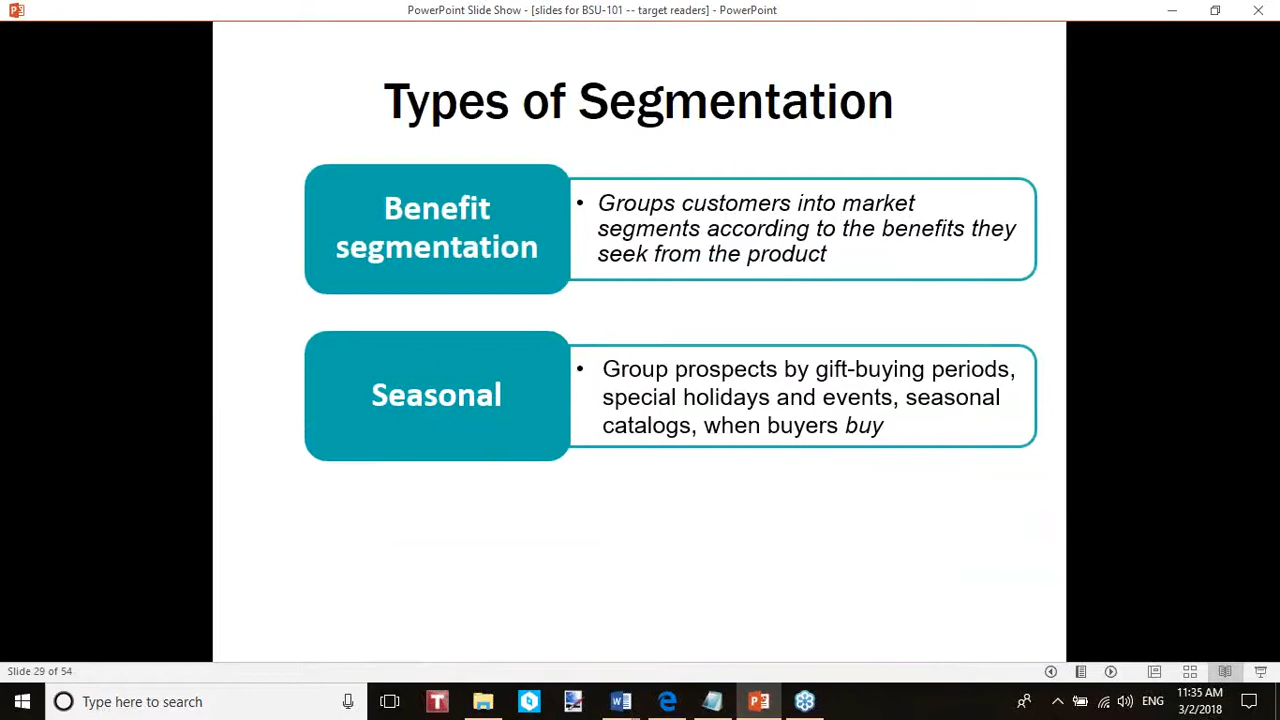 PowerPoint Slide Show - [slides for BSU-101 -- target readers] - PowerPoint
Types of Segmentation
Benefit
segmentation
• Groups customers into market
segments according to the benefits they
seek from the product
Seasonal
• Group prospects by gift-buying periods,
special holidays and events, seasonal
catalogs, when buyers buy
Slide 29 of 54
Type here to search
ENG
11:35 AM
3/2/2018